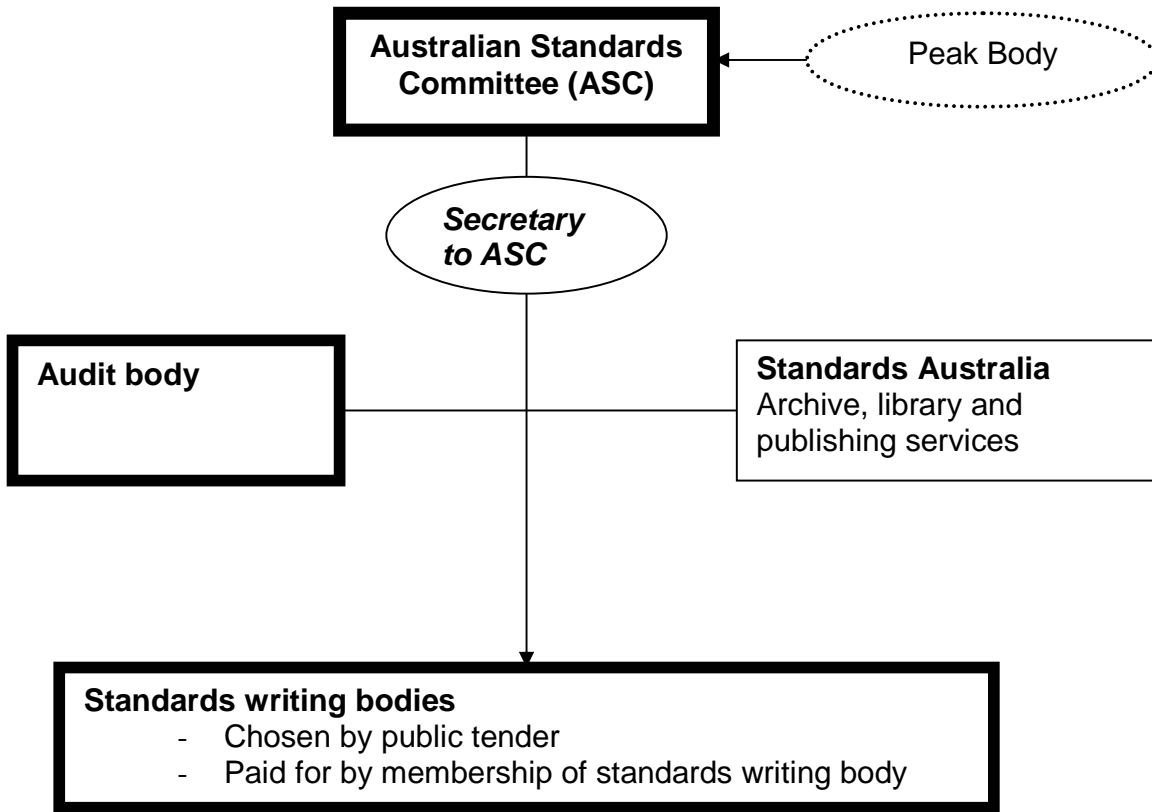 Australian Standards
Committee (ASC)
Peak Body
Secretary
to ASC
Audit body
Standards Australia
Archive, library and
publishing services
Standards writing bodies
- Chosen by public tender
- Paid for by membership of standards writing body